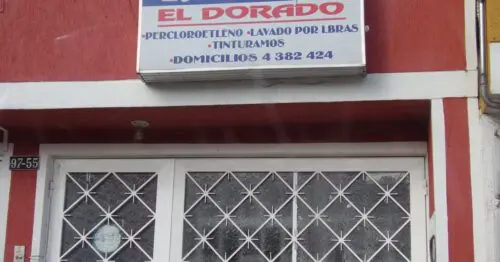 EL DORADO
•PERCLOROETLENO •LAVADO POR LBRAS
•TINTURAMOS
•DOMICILIOS 4 382 424
97-55